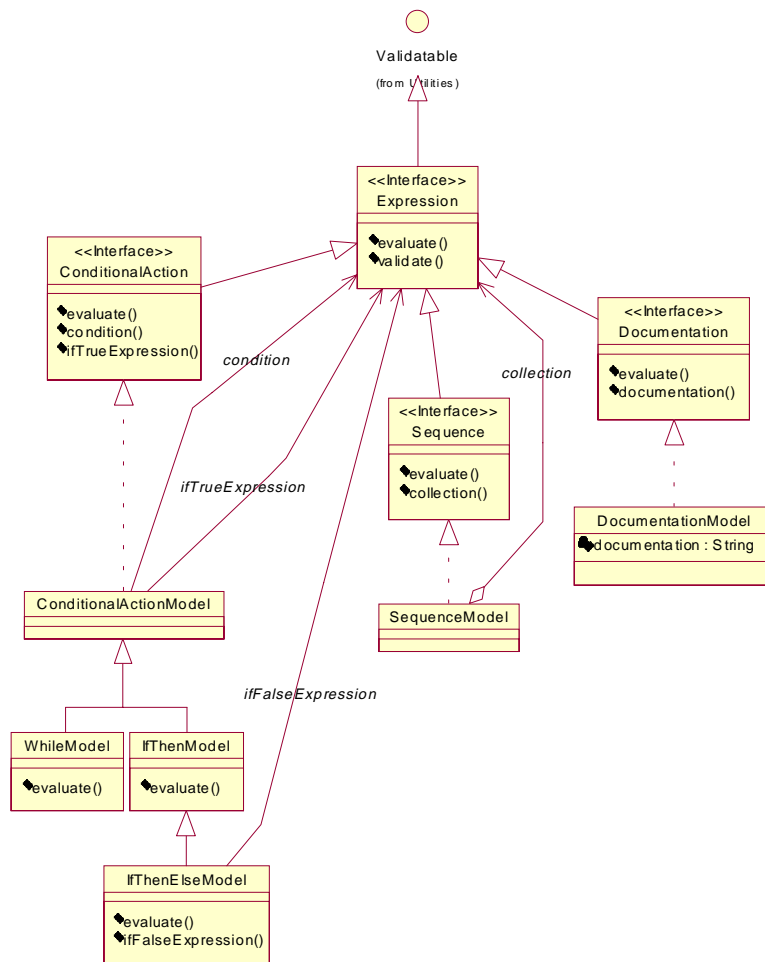 Validatable
(from Utilities)
<<Interface>>
Expression
evaluate()
validate()
<<Interface>>
ConditionalAction
evaluate()
condition()
ifTrueExpression()
<<Interface>>
Documentation
evaluate()
documentation()
condition
collection
<<Interface>>
Sequence
evaluate()
collection()
ifTrueExpression
DocumentationModel
documentation : String
ConditionalActionModel
SequenceModel
ifFalseExpression
WhileModel
evaluate()
IfThenModel
evaluate()
IfThenElseModel
evaluate()
ifFalseExpression()